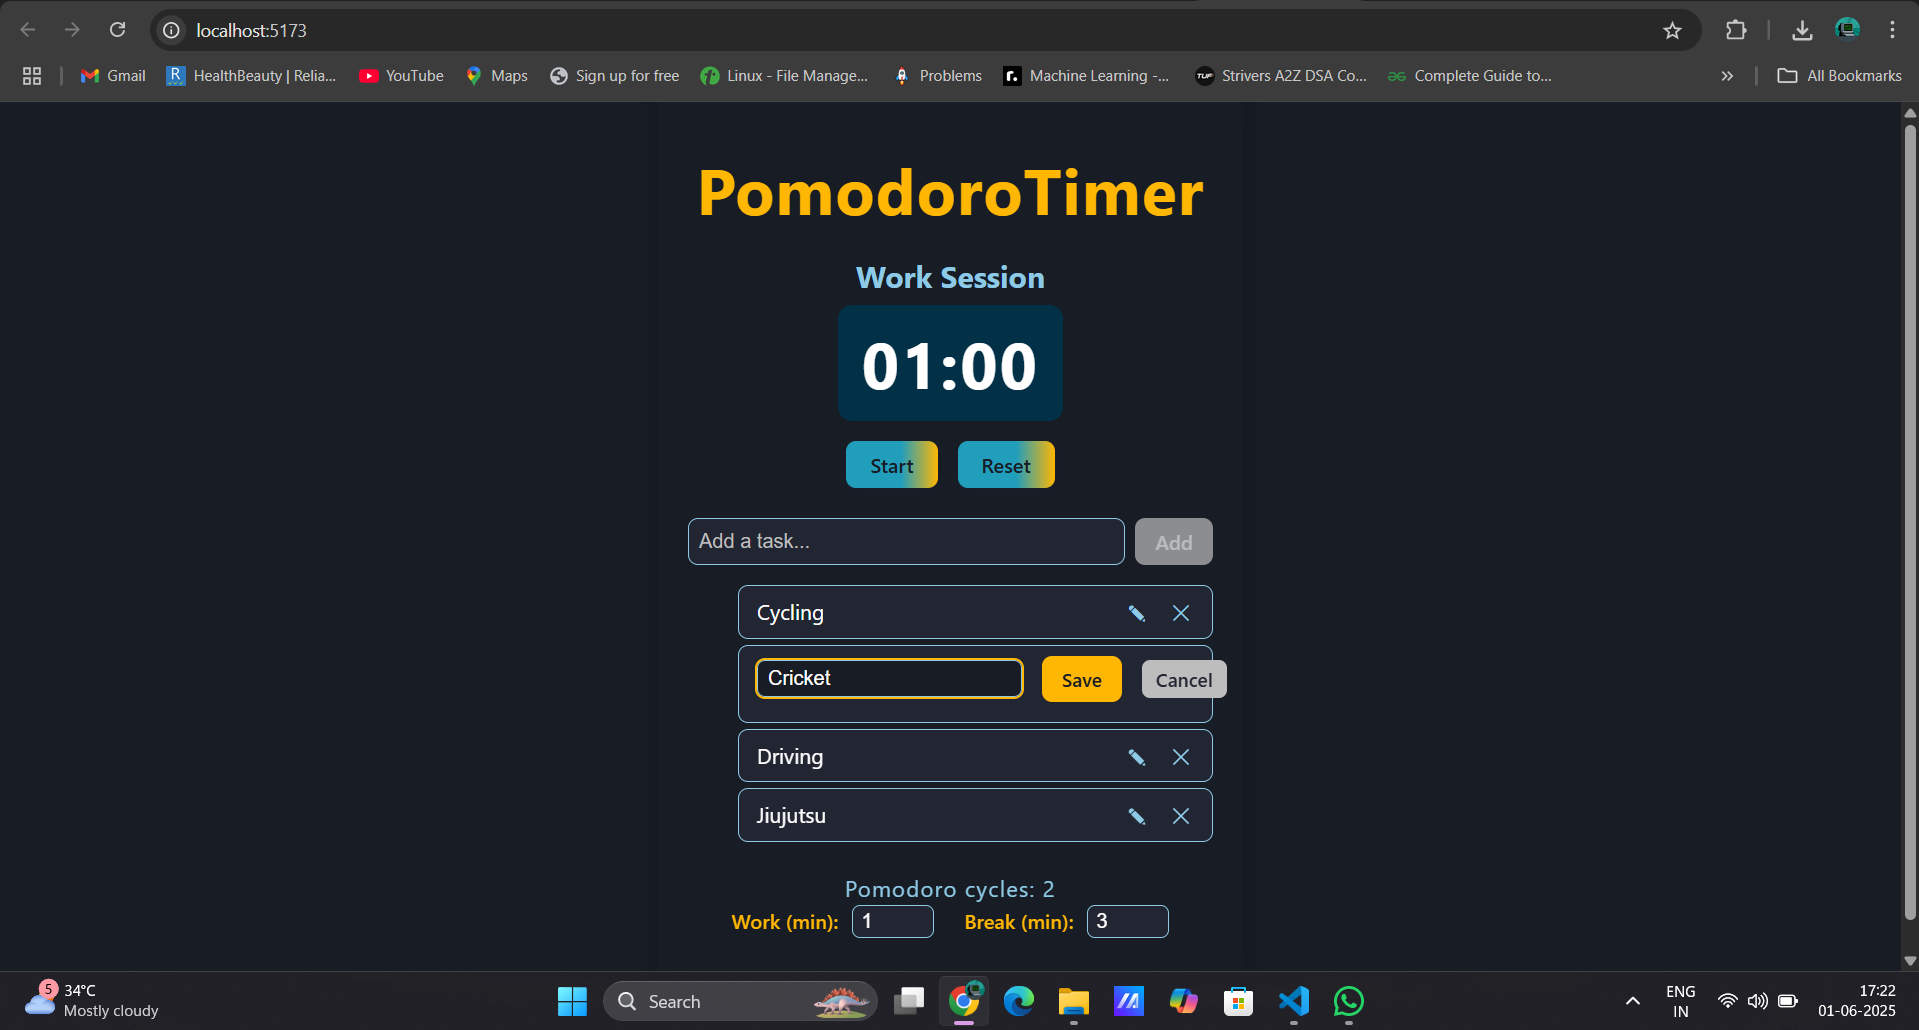 localhost:5173
Gmail
HealthBeauty | Relia...
YouTube
Maps
Sign up for free
Linux - File Manage...
Problems
Machine Learning -...
Strivers A2Z DSA Co...
Complete Guide to...
All Bookmarks
PomodoroTimer
Work Session
01:00
Start Reset
Add a task... Add
Cycling
Cricket Save Cancel
Driving
Jiujutsu
Pomodoro cycles: 2
Work (min): 1 Break (min): 3
5
34°C
Mostly cloudy
Search
ENG
IN
17:22
01-06-2025